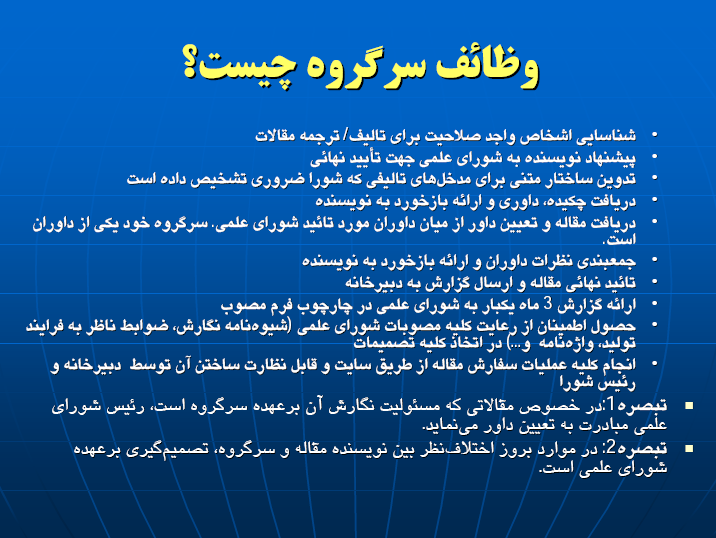 وظائف سرگروه چیست؟
• شناسایی اشخاص واجد صلاحیت برای تالیف/ ترجمه مقالات
• پیشنهاد نویسنده به شورای علمی جهت تأیید نهائی
• تدوین ساختار متنی برای مدخل‌های تالیفی که شورا ضروری تشخیص داده است
• دریافت چکیده، داوری و ارائه بازخورد به نویسنده
• دریافت مقاله و تعیین داور از میان داوران مورد تائید شورای علمی. سرگروه خود یکی از داوران
است.
• جمعبندی نظرات داوران و ارائه بازخورد به نویسنده
• تائید نهائی مقاله و ارسال گزارش به دبیرخانه
• ارائه گزارش 3 ماه یکبار به شورای علمی در چارچوب فرم مصوب
• حصول اطمینان از رعایت کلیه مصوبات شورای علمی (شیوه‌نامه نگارش، ضوابط ناظر به فرایند
تولید، واژه‌نامه و...) در اتخاذ کلیه تصمیمات
• انجام کلیه عملیات سفارش مقاله از طریق سایت و قابل نظارت ساختن آن توسط دبیرخانه و
رئیس شورا
■ تبصره1:در خصوص مقالاتی که مسئولیت نگارش آن برعهده سرگروه است، رئیس شورای
علمی مبادرت به تعیین داور می‌نماید.
■ تبصره2: در موارد بروز اختلاف‌نظر بین نویسنده مقاله و سرگروه، تصمیم‌گیری برعهده
شورای علمی است.